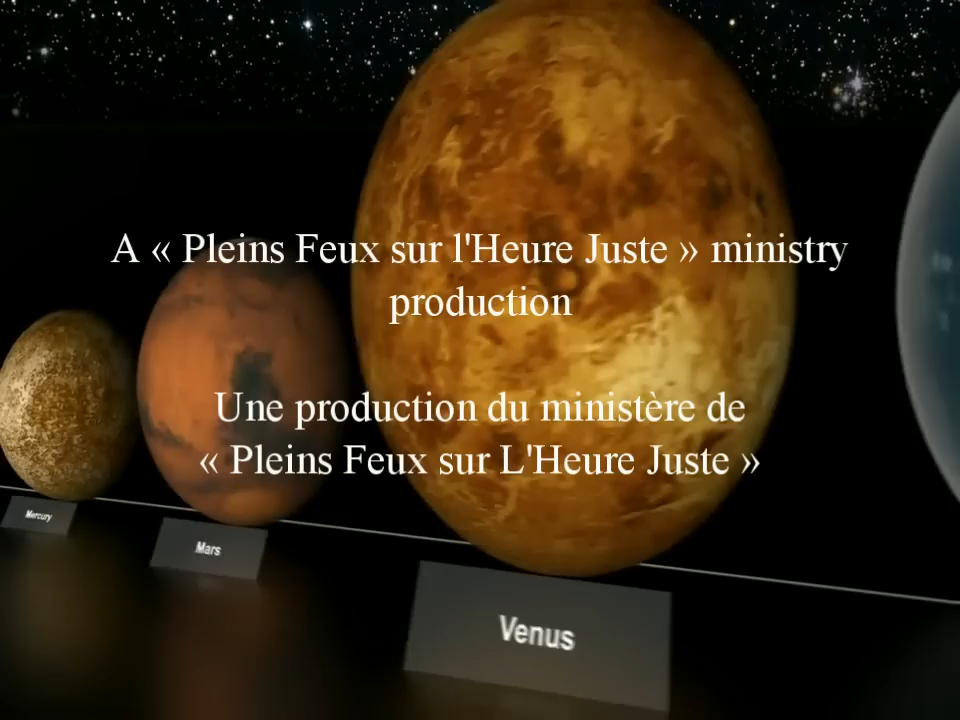 A « Pleins Feux sur l'Heure Juste » ministry
production
Une production du ministère de
« Pleins Feux sur L'Heure Juste »
Mercury
Mars
Venus